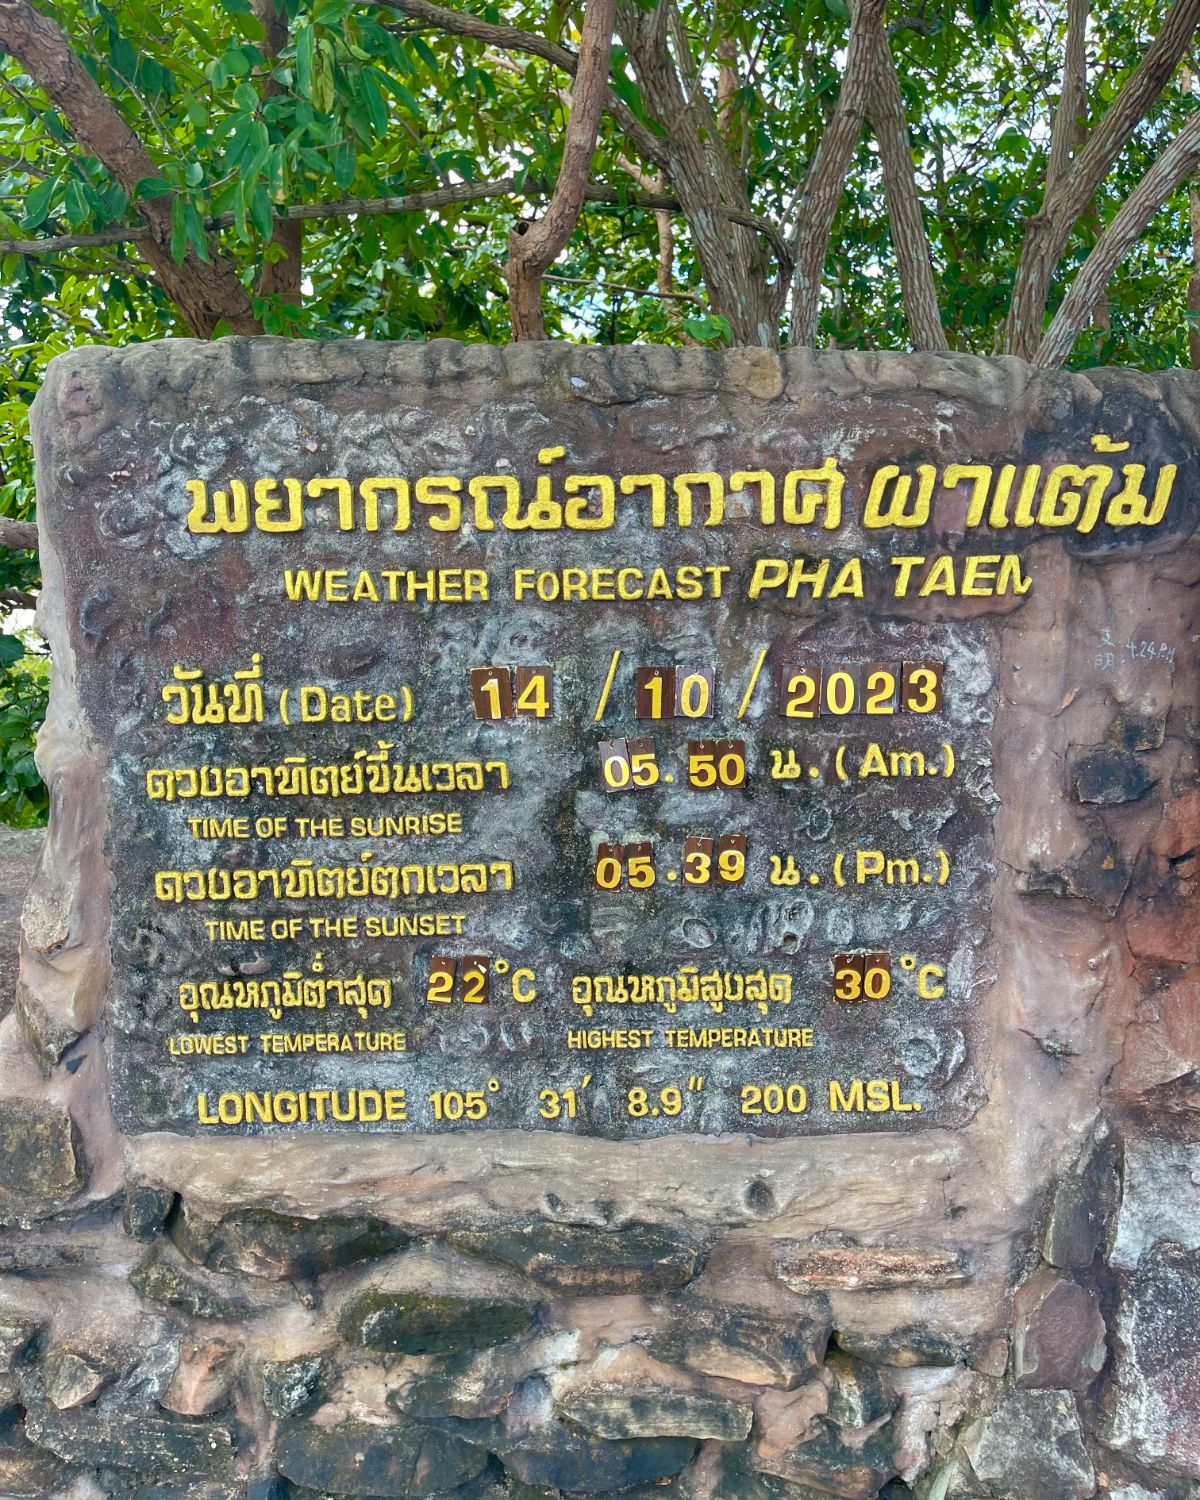 พยากรณ์อากาศ ผาแต้ม
WEATHER FORECAST PHA TAEM
วันที่ (Date) 14 / 10 / 2023
ดวงอาทิตย์ขึ้นเวลา 05.50 น. (Am.)
TIME OF THE SUNRISE
ดวงอาทิตย์ตกเวลา 05.39 น. (Pm.)
TIME OF THE SUNSET
อุณหภูมิต่ำสุด 22°C อุณหภูมิสูงสุด 30°C
LOWEST TEMPERATURE HIGHEST TEMPERATURE
LONGITUDE 105° 31′ 8.9″ 200 MSL.